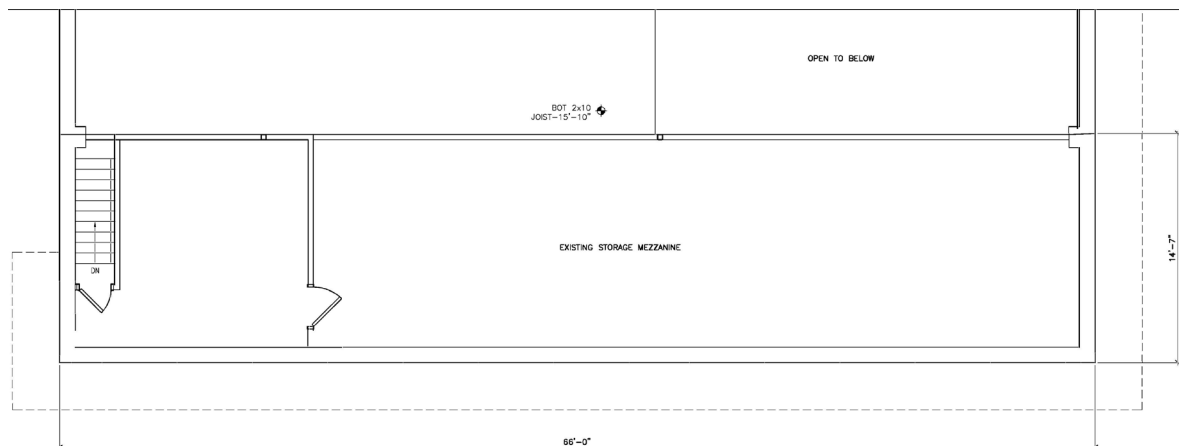 OPEN TO BELOW
BOT 2x10
JOIST-15'-10"
EXISTING STORAGE MEZZANINE
14'-7"
DN
66'-0"